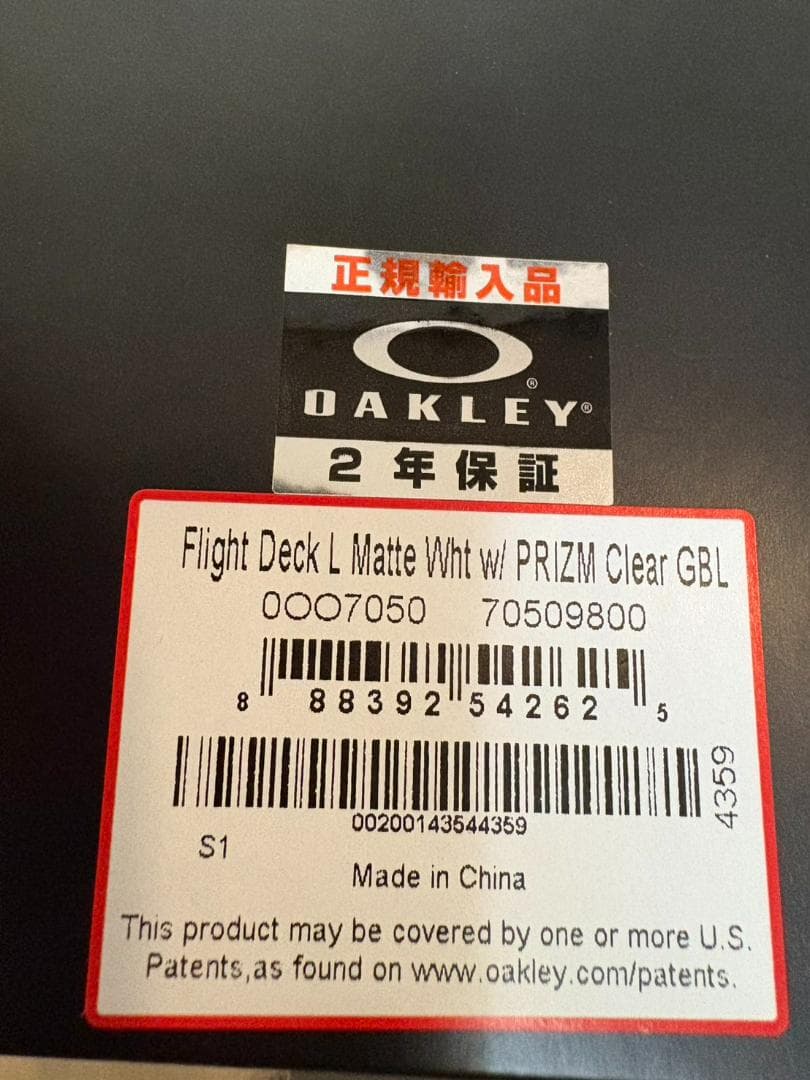 正規輸入品
OAKLEY®
2年保証
Flight Deck L Matte Wht w/ PRIZM Clear GBL
0OO7050 70509800
8 88392 54262 5
4359
00200143544359
S1
Made in China
This product may be covered by one or more U.S.
Patents,as found on www.oakley.com/patents.